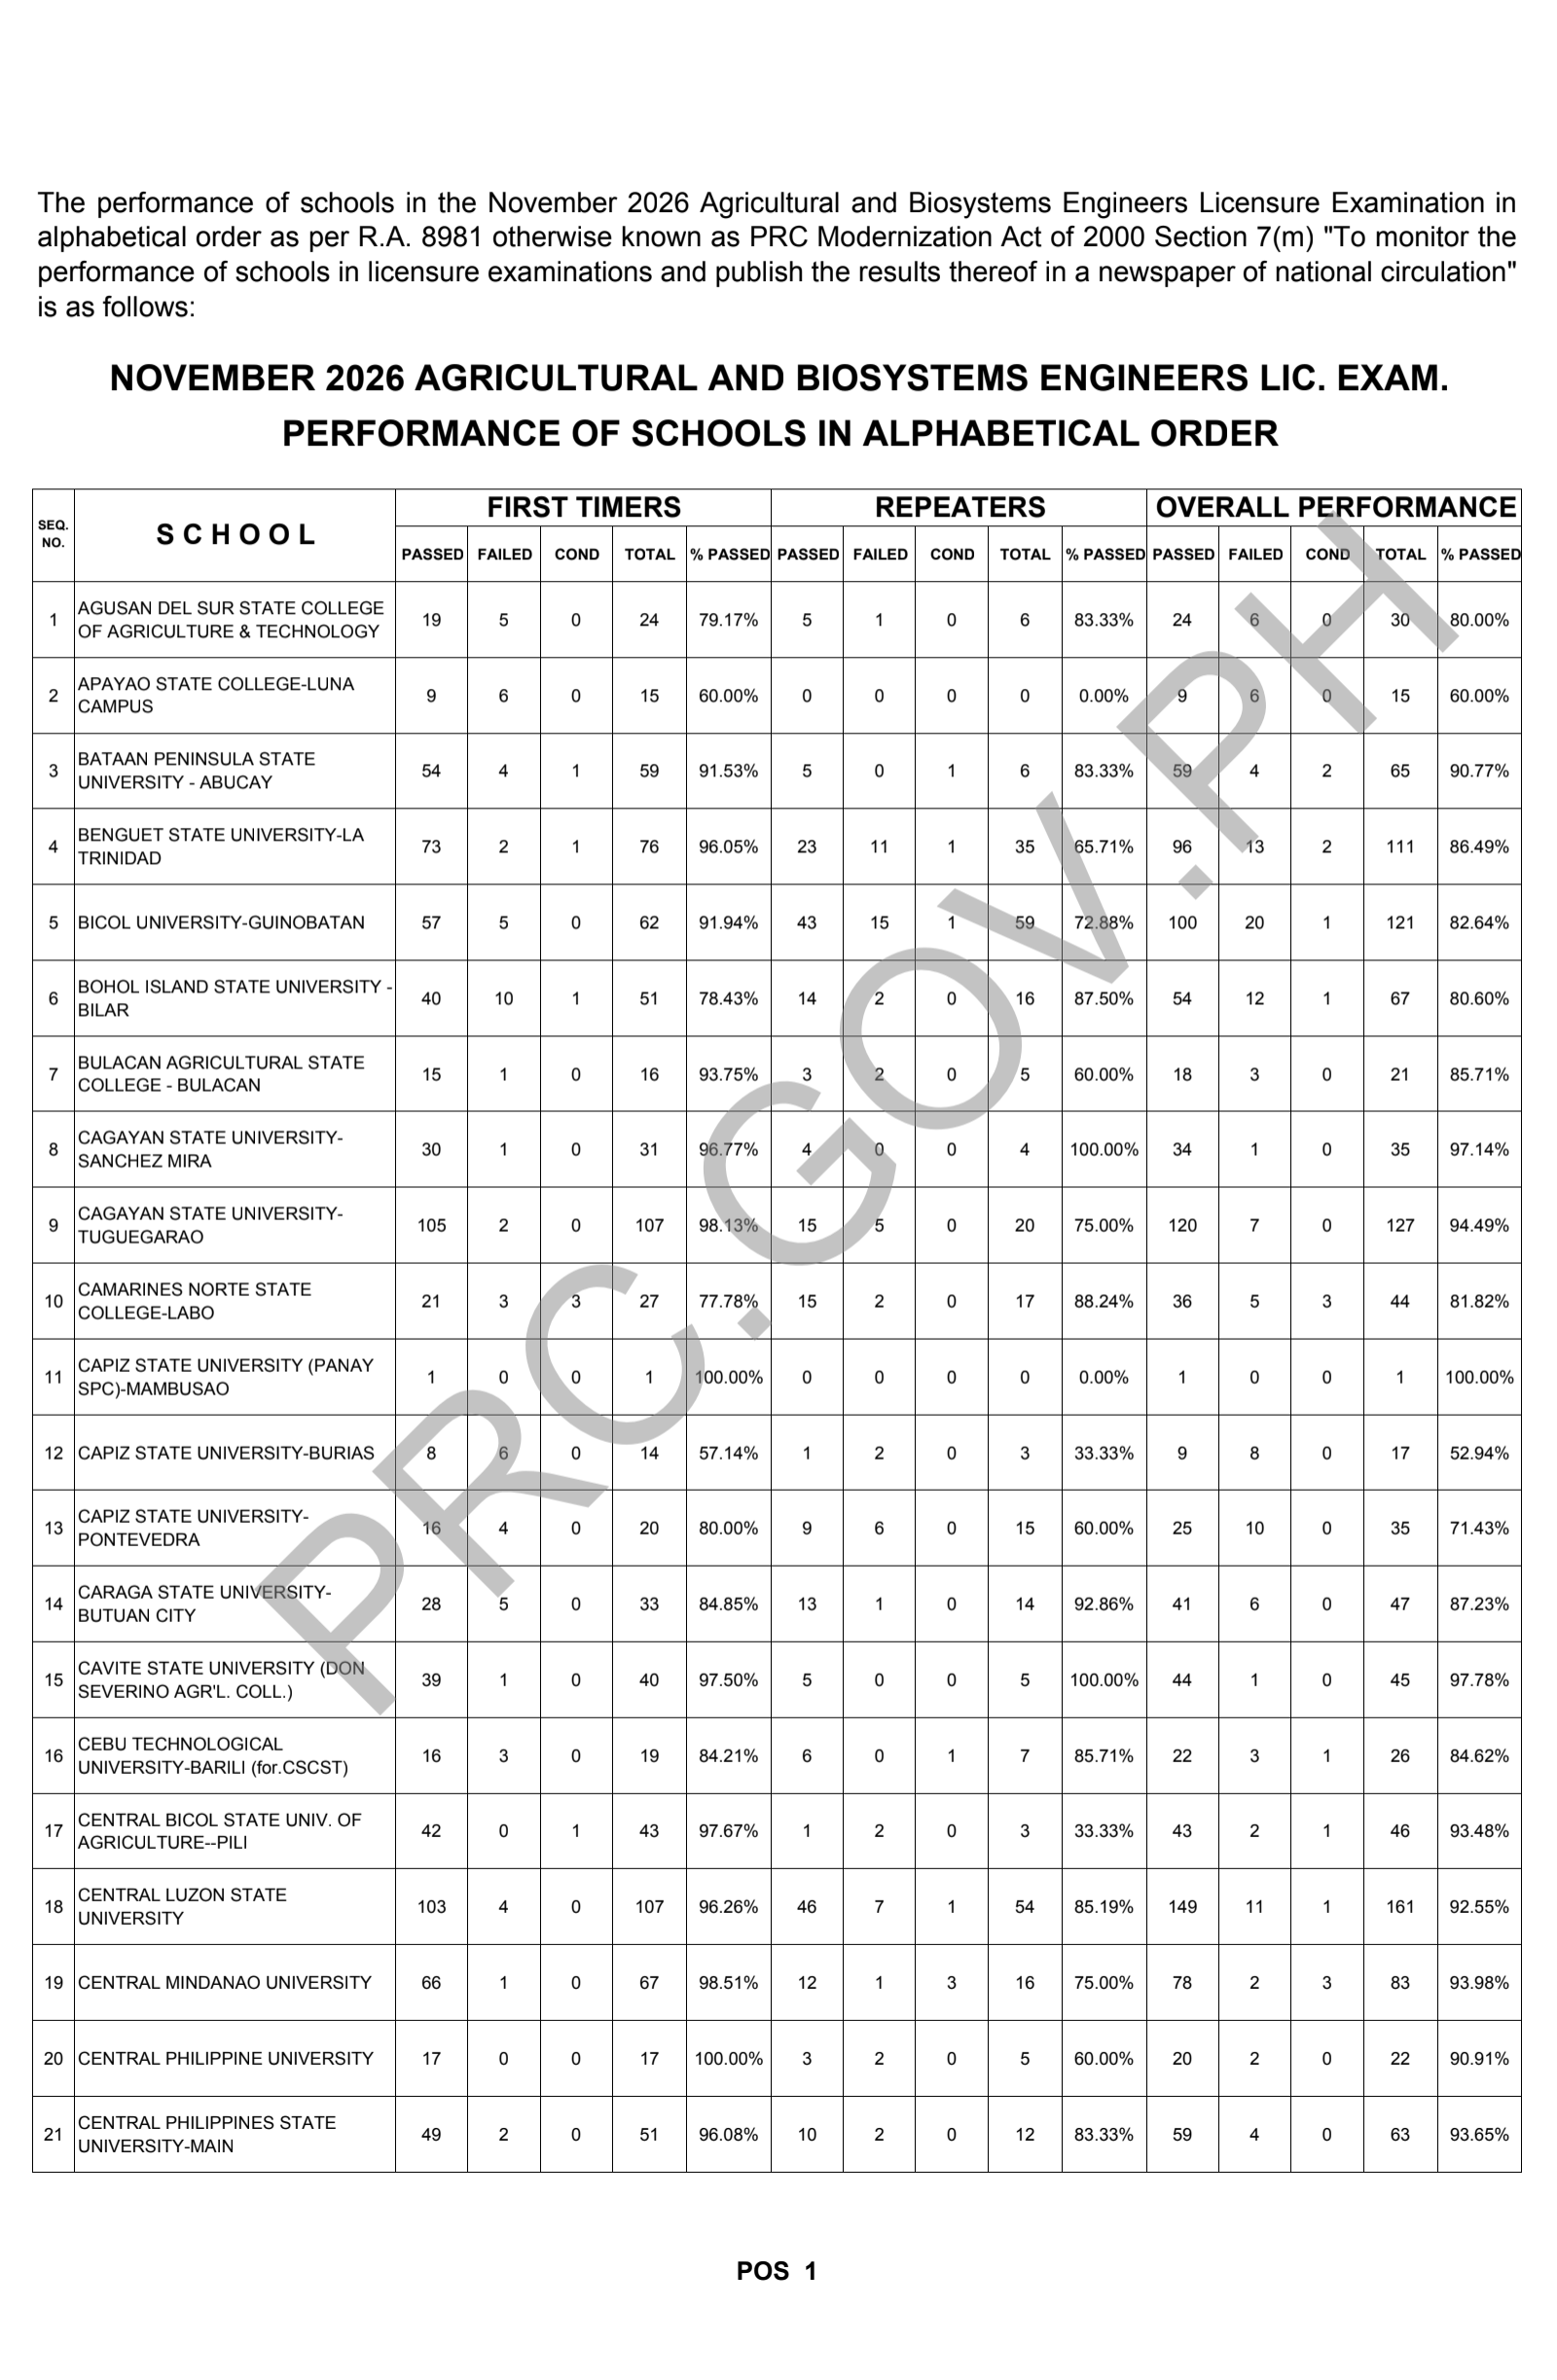 The performance of schools in the November 2026 Agricultural and Biosystems Engineers Licensure Examination in
alphabetical order as per R.A. 8981 otherwise known as PRC Modernization Act of 2000 Section 7(m) "To monitor the
performance of schools in licensure examinations and publish the results thereof in a newspaper of national circulation"
is as follows:
NOVEMBER 2026 AGRICULTURAL AND BIOSYSTEMS ENGINEERS LIC. EXAM.
PERFORMANCE OF SCHOOLS IN ALPHABETICAL ORDER
SEQ. NO. SCHOOL FIRST TIMERS REPEATERS OVERALL PERFORMANCE
PASSED FAILED COND TOTAL % PASSED PASSED FAILED COND TOTAL % PASSED PASSED FAILED COND TOTAL % PASSED
1 AGUSAN DEL SUR STATE COLLEGE
OF AGRICULTURE & TECHNOLOGY 19 5 0 24 79.17% 5 1 0 6 83.33% 24 6 0 30 80.00%
2 APAYAO STATE COLLEGE-LUNA
CAMPUS 9 6 0 15 60.00% 0 0 0 0 0.00% 9 6 0 15 60.00%
3 BATAAN PENINSULA STATE
UNIVERSITY - ABUCAY 54 4 1 59 91.53% 5 0 1 6 83.33% 59 4 2 65 90.77%
4 BENGUET STATE UNIVERSITY-LA
TRINIDAD 73 2 1 76 96.05% 23 11 1 35 65.71% 96 13 2 111 86.49%
5 BICOL UNIVERSITY-GUINOBATAN 57 5 0 62 91.94% 43 15 1 59 72.88% 100 20 1 121 82.64%
6 BOHOL ISLAND STATE UNIVERSITY -
BILAR 40 10 1 51 78.43% 14 2 0 16 87.50% 54 12 1 67 80.60%
7 BULACAN AGRICULTURAL STATE
COLLEGE - BULACAN 15 1 0 16 93.75% 3 2 0 5 60.00% 18 3 0 21 85.71%
8 CAGAYAN STATE UNIVERSITY-
SANCHEZ MIRA 30 1 0 31 96.77% 4 0 0 4 100.00% 34 1 0 35 97.14%
9 CAGAYAN STATE UNIVERSITY-
TUGUEGARAO 105 2 0 107 98.13% 15 5 0 20 75.00% 120 7 0 127 94.49%
10 CAMARINES NORTE STATE
COLLEGE-LABO 21 3 3 27 77.78% 15 2 0 17 88.24% 36 5 3 44 81.82%
11 CAPIZ STATE UNIVERSITY (PANAY
SPC)-MAMBUSAO 1 0 0 1 100.00% 0 0 0 0 0.00% 1 0 0 1 100.00%
12 CAPIZ STATE UNIVERSITY-BURIAS 8 6 0 14 57.14% 1 2 0 3 33.33% 9 8 0 17 52.94%
13 CAPIZ STATE UNIVERSITY-
PONTEVEDRA 16 4 0 20 80.00% 9 6 0 15 60.00% 25 10 0 35 71.43%
14 CARAGA STATE UNIVERSITY-
BUTUAN CITY 28 5 0 33 84.85% 13 1 0 14 92.86% 41 6 0 47 87.23%
15 CAVITE STATE UNIVERSITY (DON
SEVERINO AGR'L. COLL.) 39 1 0 40 97.50% 5 0 0 5 100.00% 44 1 0 45 97.78%
16 CEBU TECHNOLOGICAL
UNIVERSITY-BARILI (for.CSCST) 16 3 0 19 84.21% 6 0 1 7 85.71% 22 3 1 26 84.62%
17 CENTRAL BICOL STATE UNIV. OF
AGRICULTURE--PILI 42 0 1 43 97.67% 1 2 0 3 33.33% 43 2 1 46 93.48%
18 CENTRAL LUZON STATE
UNIVERSITY 103 4 0 107 96.26% 46 7 1 54 85.19% 149 11 1 161 92.55%
19 CENTRAL MINDANAO UNIVERSITY 66 1 0 67 98.51% 12 1 3 16 75.00% 78 2 3 83 93.98%
20 CENTRAL PHILIPPINE UNIVERSITY 17 0 0 17 100.00% 3 2 0 5 60.00% 20 2 0 22 90.91%
21 CENTRAL PHILIPPINES STATE
UNIVERSITY-MAIN 49 2 0 51 96.08% 10 2 0 12 83.33% 59 4 0 63 93.65%
PRC.GOV.PH
POS 1